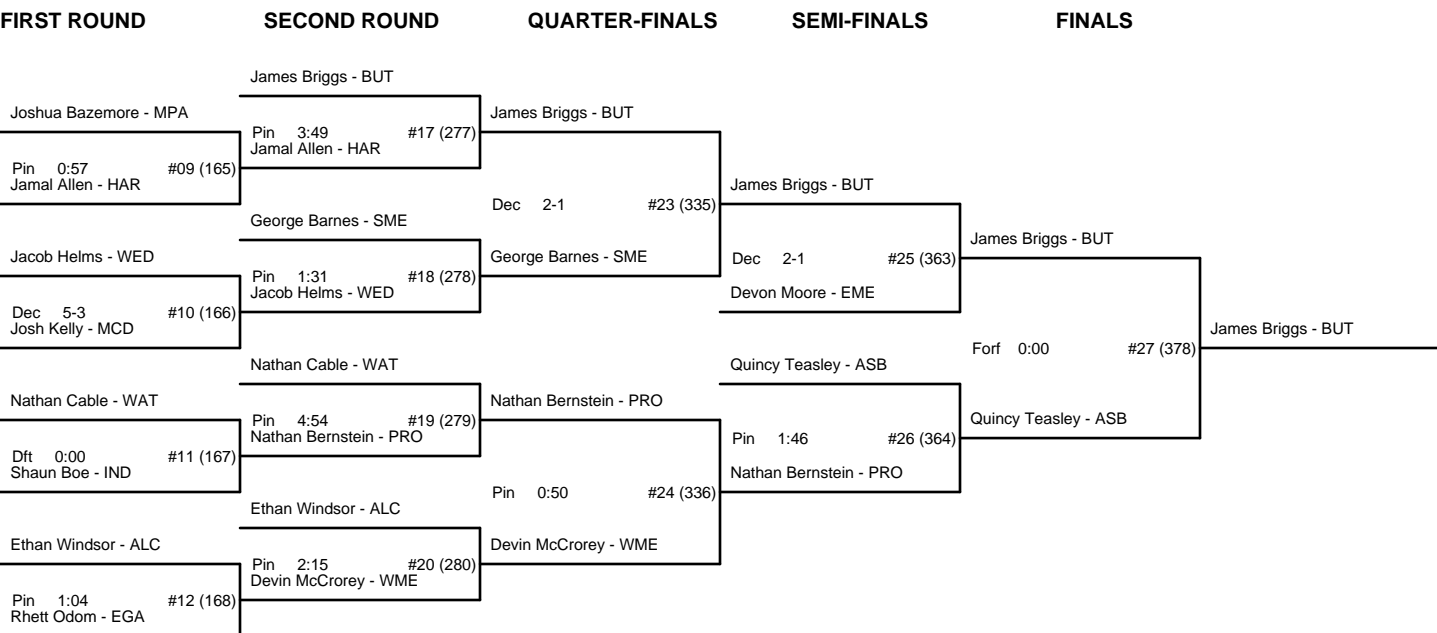 FIRST ROUND SECOND ROUND QUARTER-FINALS SEMI-FINALS FINALS
James Briggs - BUT
Joshua Bazemore - MPA James Briggs - BUT
Pin 3:49 #17 (277)
Jamal Allen - HAR
Pin 0:57 #09 (165)
Jamal Allen - HAR James Briggs - BUT
Dec 2-1 #23 (335)
George Barnes - SME
James Briggs - BUT
Jacob Helms - WED George Barnes - SME Dec 2-1 #25 (363)
Pin 1:31 #18 (278)
Jacob Helms - WED Devon Moore - EME
Dec 5-3 #10 (166)
Josh Kelly - MCD James Briggs - BUT
Forf 0:00 #27 (378)
Nathan Cable - WAT Quincy Teasley - ASB
Nathan Cable - WAT Nathan Bernstein - PRO
Quincy Teasley - ASB
Pin 4:54 #19 (279)
Nathan Bernstein - PRO Pin 1:46 #26 (364)
Dft 0:00 #11 (167)
Shaun Boe - IND Nathan Bernstein - PRO
Pin 0:50 #24 (336)
Ethan Windsor - ALC
Ethan Windsor - ALC Devin McCrorey - WME
Pin 2:15 #20 (280)
Devin McCrorey - WME
Pin 1:04 #12 (168)
Rhett Odom - EGA